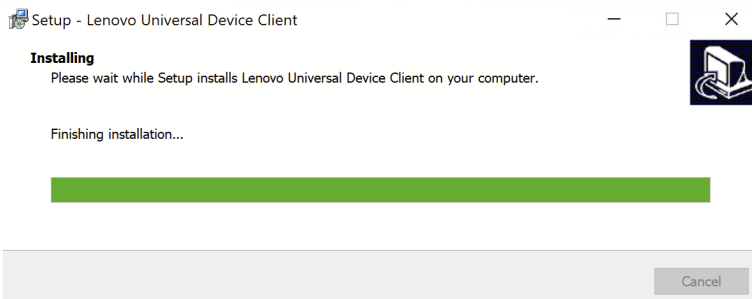 Setup - Lenovo Universal Device Client
Installing
Please wait while Setup installs Lenovo Universal Device Client on your computer.
Finishing installation...
Cancel